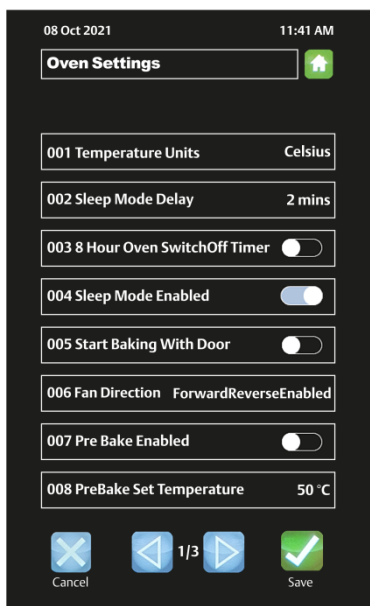 08 Oct 2021 11:41 AM
Oven Settings
001 Temperature Units Celsius
002 Sleep Mode Delay 2 mins
003 8 Hour Oven SwitchOff Timer
004 Sleep Mode Enabled
005 Start Baking With Door
006 Fan Direction ForwardReverseEnabled
007 Pre Bake Enabled
008 PreBake Set Temperature 50 °C
1/3
Cancel Save